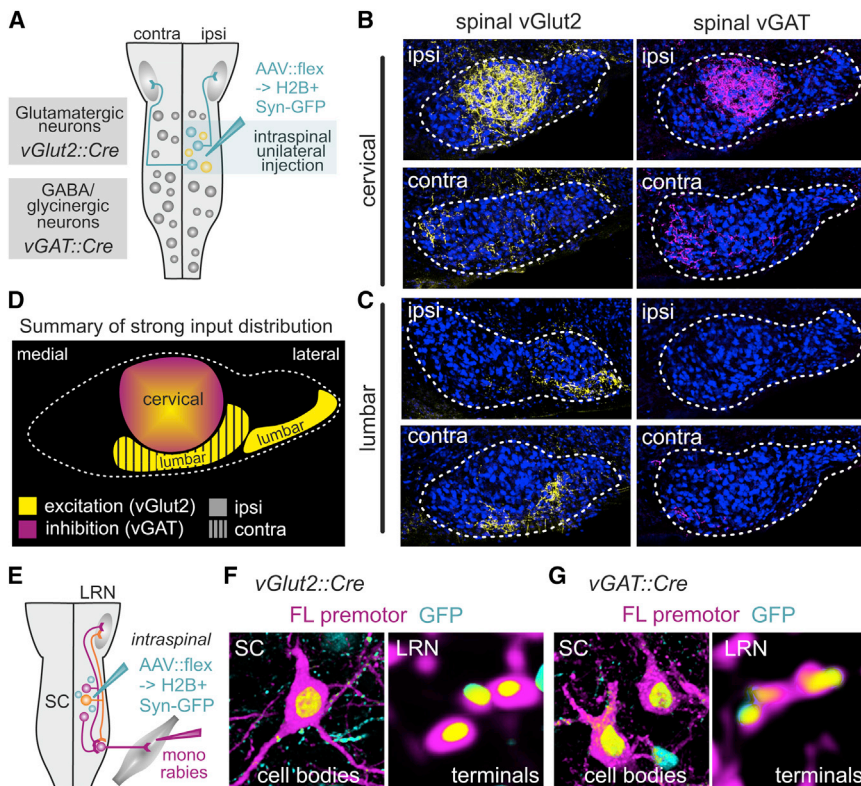 A
contra
ipsi
AAV::flex
-> H2B+
Syn-GFP
Glutamatergic
neurons
vGlut2::Cre
intraspinal
unilateral
injection
GABA/
glycinergic
neurons
vGAT::Cre
B
spinal vGlut2
spinal vGAT
cervical
ipsi
ipsi
contra
contra
C
lumbar
ipsi
ipsi
contra
contra
D
Summary of strong input distribution
medial
lateral
cervical
lumbar
lumbar
excitation (vGlut2)
ipsi
inhibition (vGAT)
contra
E
LRN
intraspinal
AAV::flex
-> H2B+
Syn-GFP
SC
mono
rabies
F
vGlut2::Cre
FL premotor GFP
SC
LRN
cell bodies
terminals
G
vGAT::Cre
FL premotor GFP
SC
LRN
cell bodies
terminals